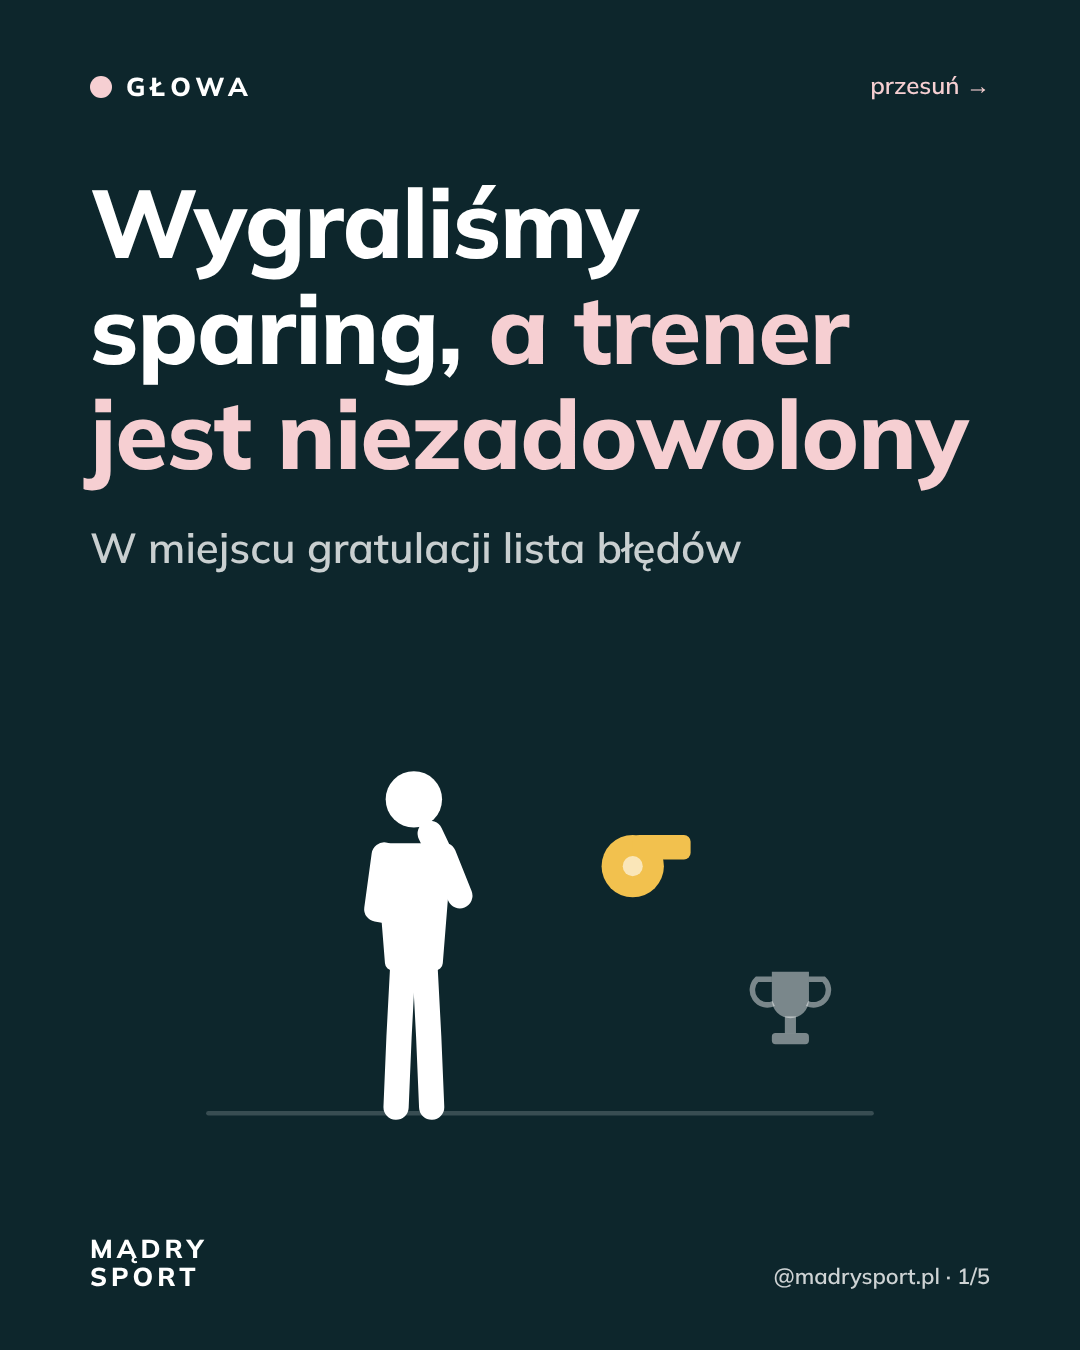 GŁOWA
przesuń →
Wygraliśmy
sparing, a trener
jest niezadowolony
W miejscu gratulacji lista błędów
MĄDRY
SPORT
@madrysport.pl · 1/5